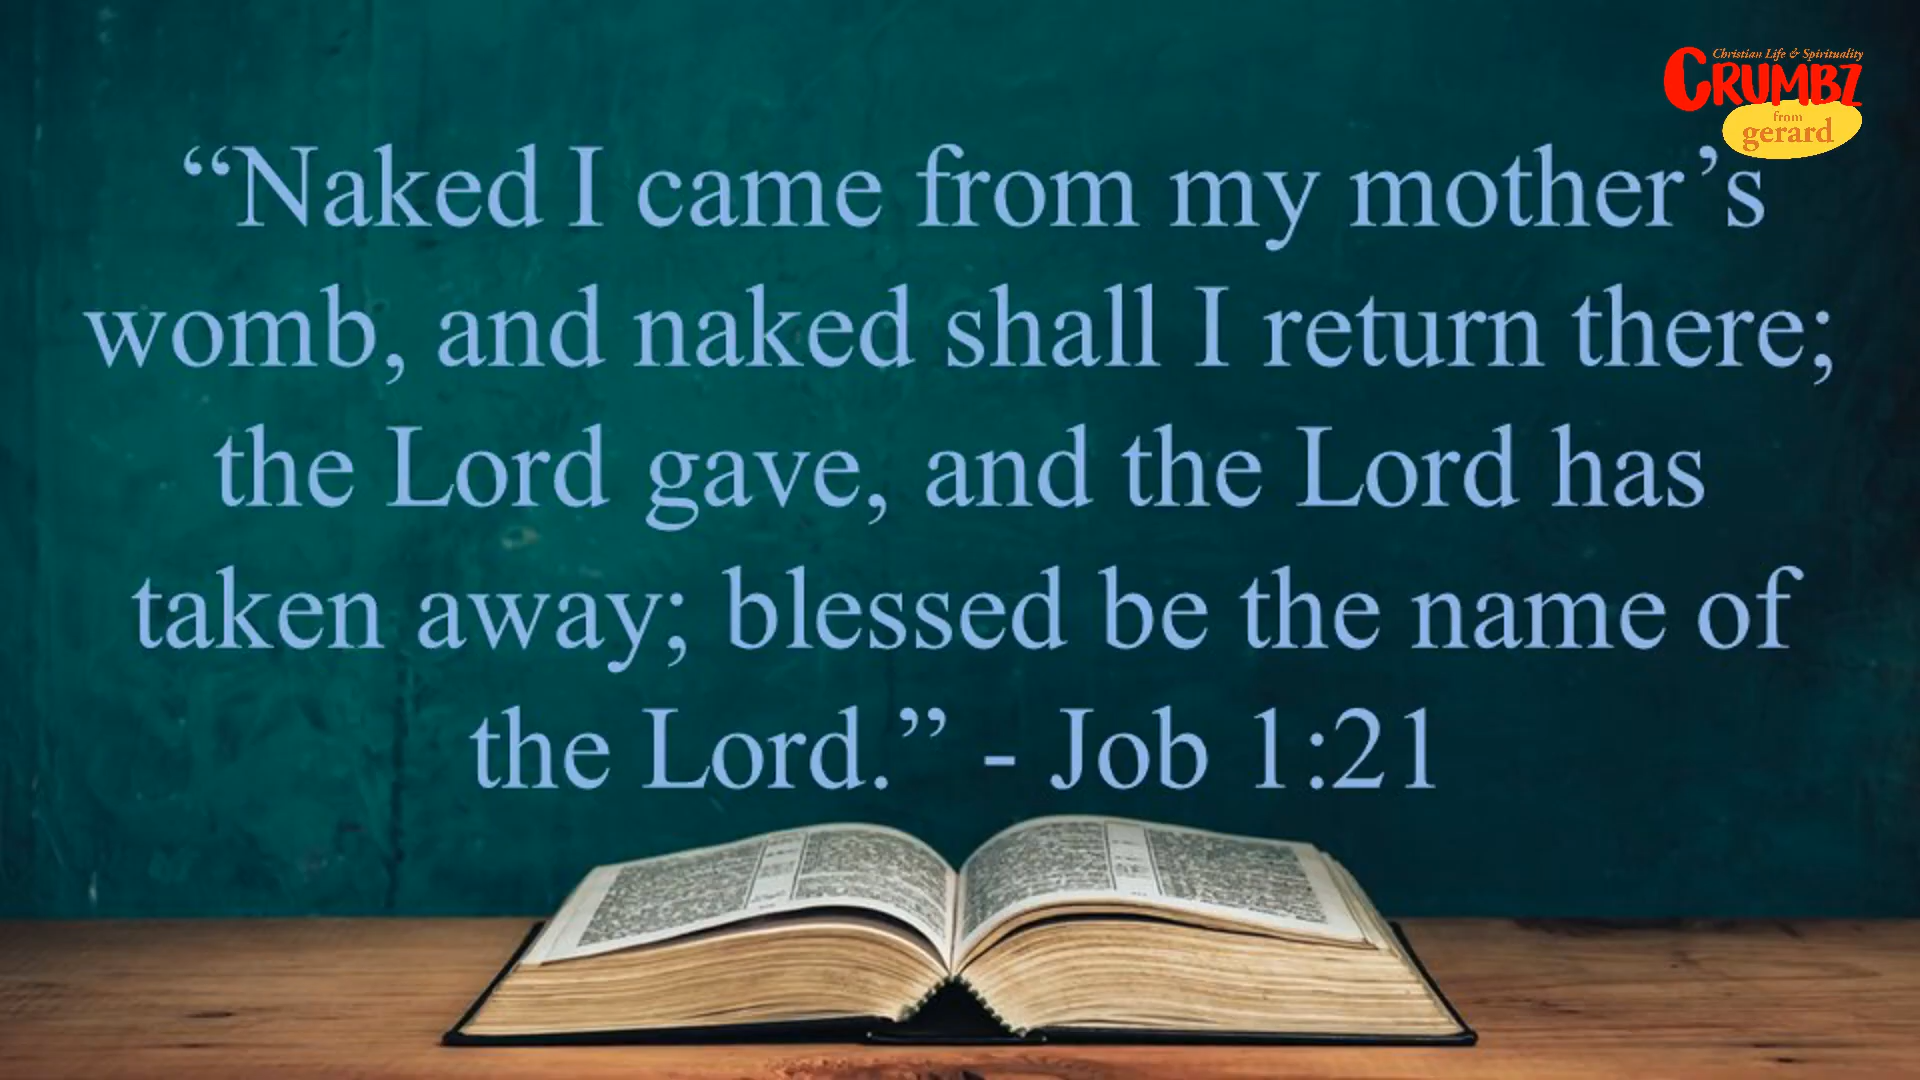 Christian Life & Spirituality
CRUMBZ
from
gerard
“Naked I came from my mother’s
womb, and naked shall I return there;
the Lord gave, and the Lord has
taken away; blessed be the name of
the Lord.” - Job 1:21